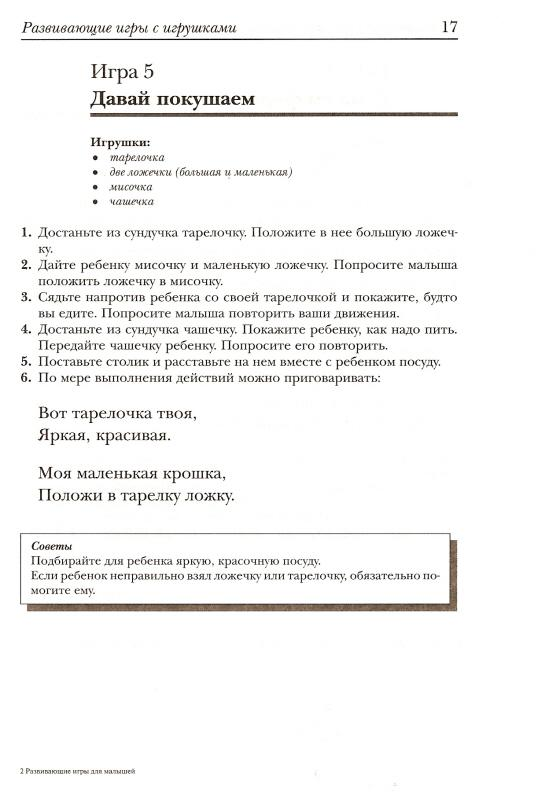 Развивающие игры с игрушками 17
Игра 5
Давай покушаем
Игрушки:
• тарелочка
• две ложечки (большая и маленькая)
• мисочка
• чашечка
1. Достаньте из сундучка тарелочку. Положите в нее большую ложеч-
ку.
2. Дайте ребенку мисочку и маленькую ложечку. Попросите малыша
положить ложечку в мисочку.
3. Сядьте напротив ребенка со своей тарелочкой и покажите, будто
вы едите. Попросите малыша повторить ваши движения.
4. Достаньте из сундучка чашечку. Покажите ребенку, как надо пить.
Передайте чашечку ребенку. Попросите его повторить.
5. Поставьте столик и расставьте на нем вместе с ребенком посуду.
6. По мере выполнения действий можно приговаривать:
Вот тарелочка твоя,
Яркая, красивая.
Моя маленькая крошка,
Положи в тарелку ложку.
Советы
Подбирайте для ребенка яркую, красочную посуду.
Если ребенок неправильно взял ложечку или тарелочку, обязательно по-
могите ему.
2 Развивающие игры для малышей